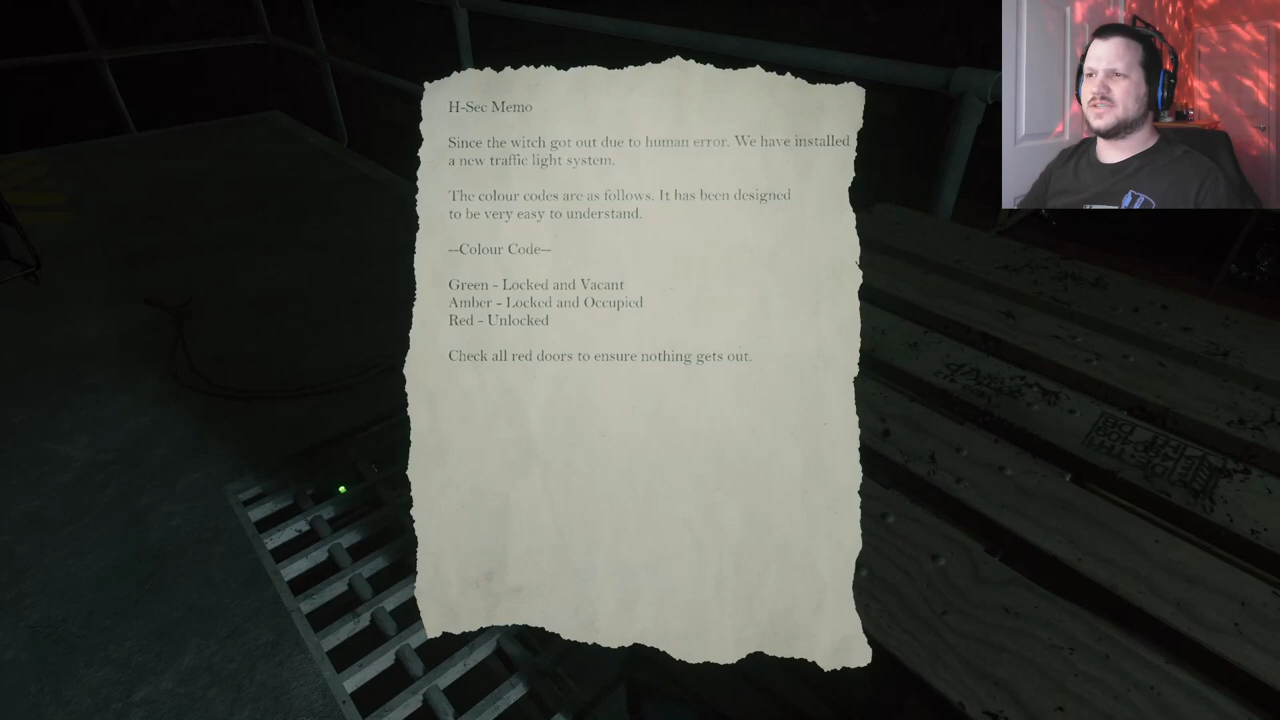 H-Sec Memo
Since the witch got out due to human error. We have installed
a new traffic light system.
The colour codes are as follows. It has been designed
to be very easy to understand.
--Colour Code--
Green - Locked and Vacant
Amber - Locked and Occupied
Red - Unlocked
Check all red doors to ensure nothing gets out.